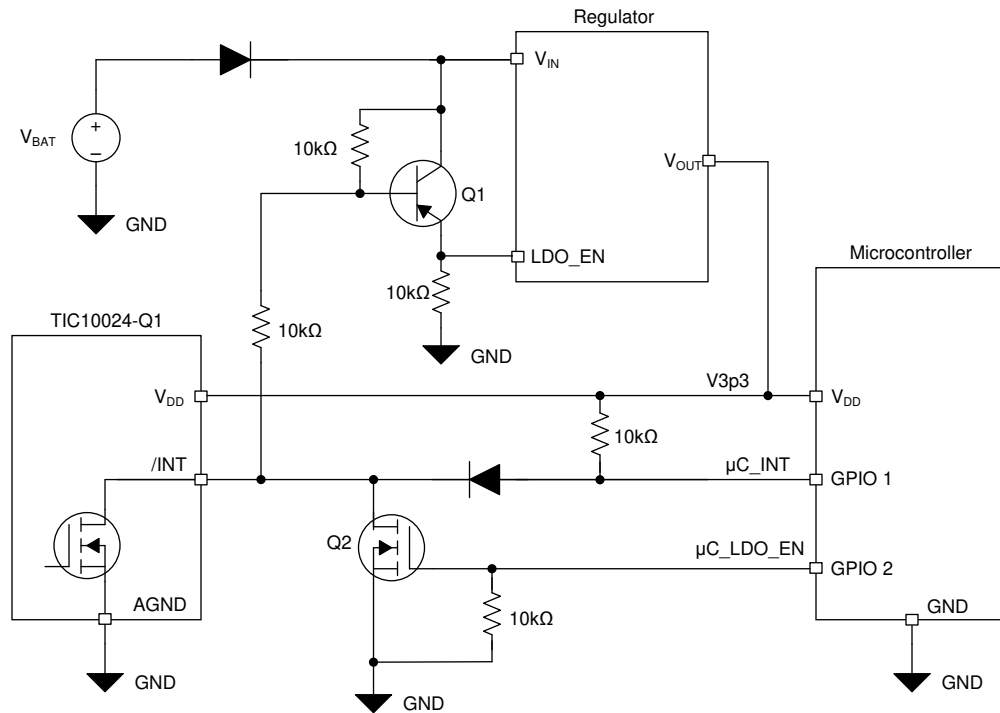 Regulator
V_IN
V_BAT
+
−
10kΩ
Q1
V_OUT
GND
LDO_EN
Microcontroller
10kΩ
TIC10024-Q1
10kΩ
GND
V_DD
V3p3
V_DD
10kΩ
/INT
µC_INT
GPIO 1
Q2
µC_LDO_EN
GPIO 2
AGND
10kΩ
GND
GND
GND
GND